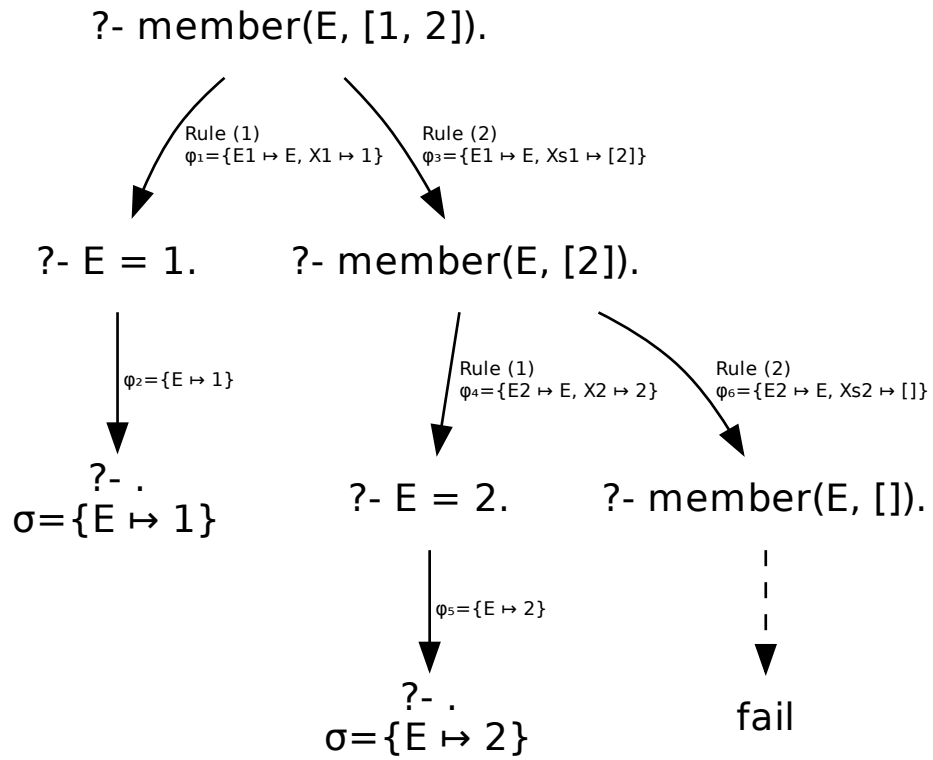 ?- member(E, [1, 2]).
Rule (1)
φ₁={E1 ↦ E, X1 ↦ 1}
Rule (2)
φ₃={E1 ↦ E, Xs1 ↦ [2]}
?- E = 1.
?- member(E, [2]).
φ₂={E ↦ 1}
Rule (1)
φ₄={E2 ↦ E, X2 ↦ 2}
Rule (2)
φ₆={E2 ↦ E, Xs2 ↦ []}
?- .
σ={E ↦ 1}
?- E = 2.
?- member(E, []).
φ₅={E ↦ 2}
?- .
σ={E ↦ 2}
fail